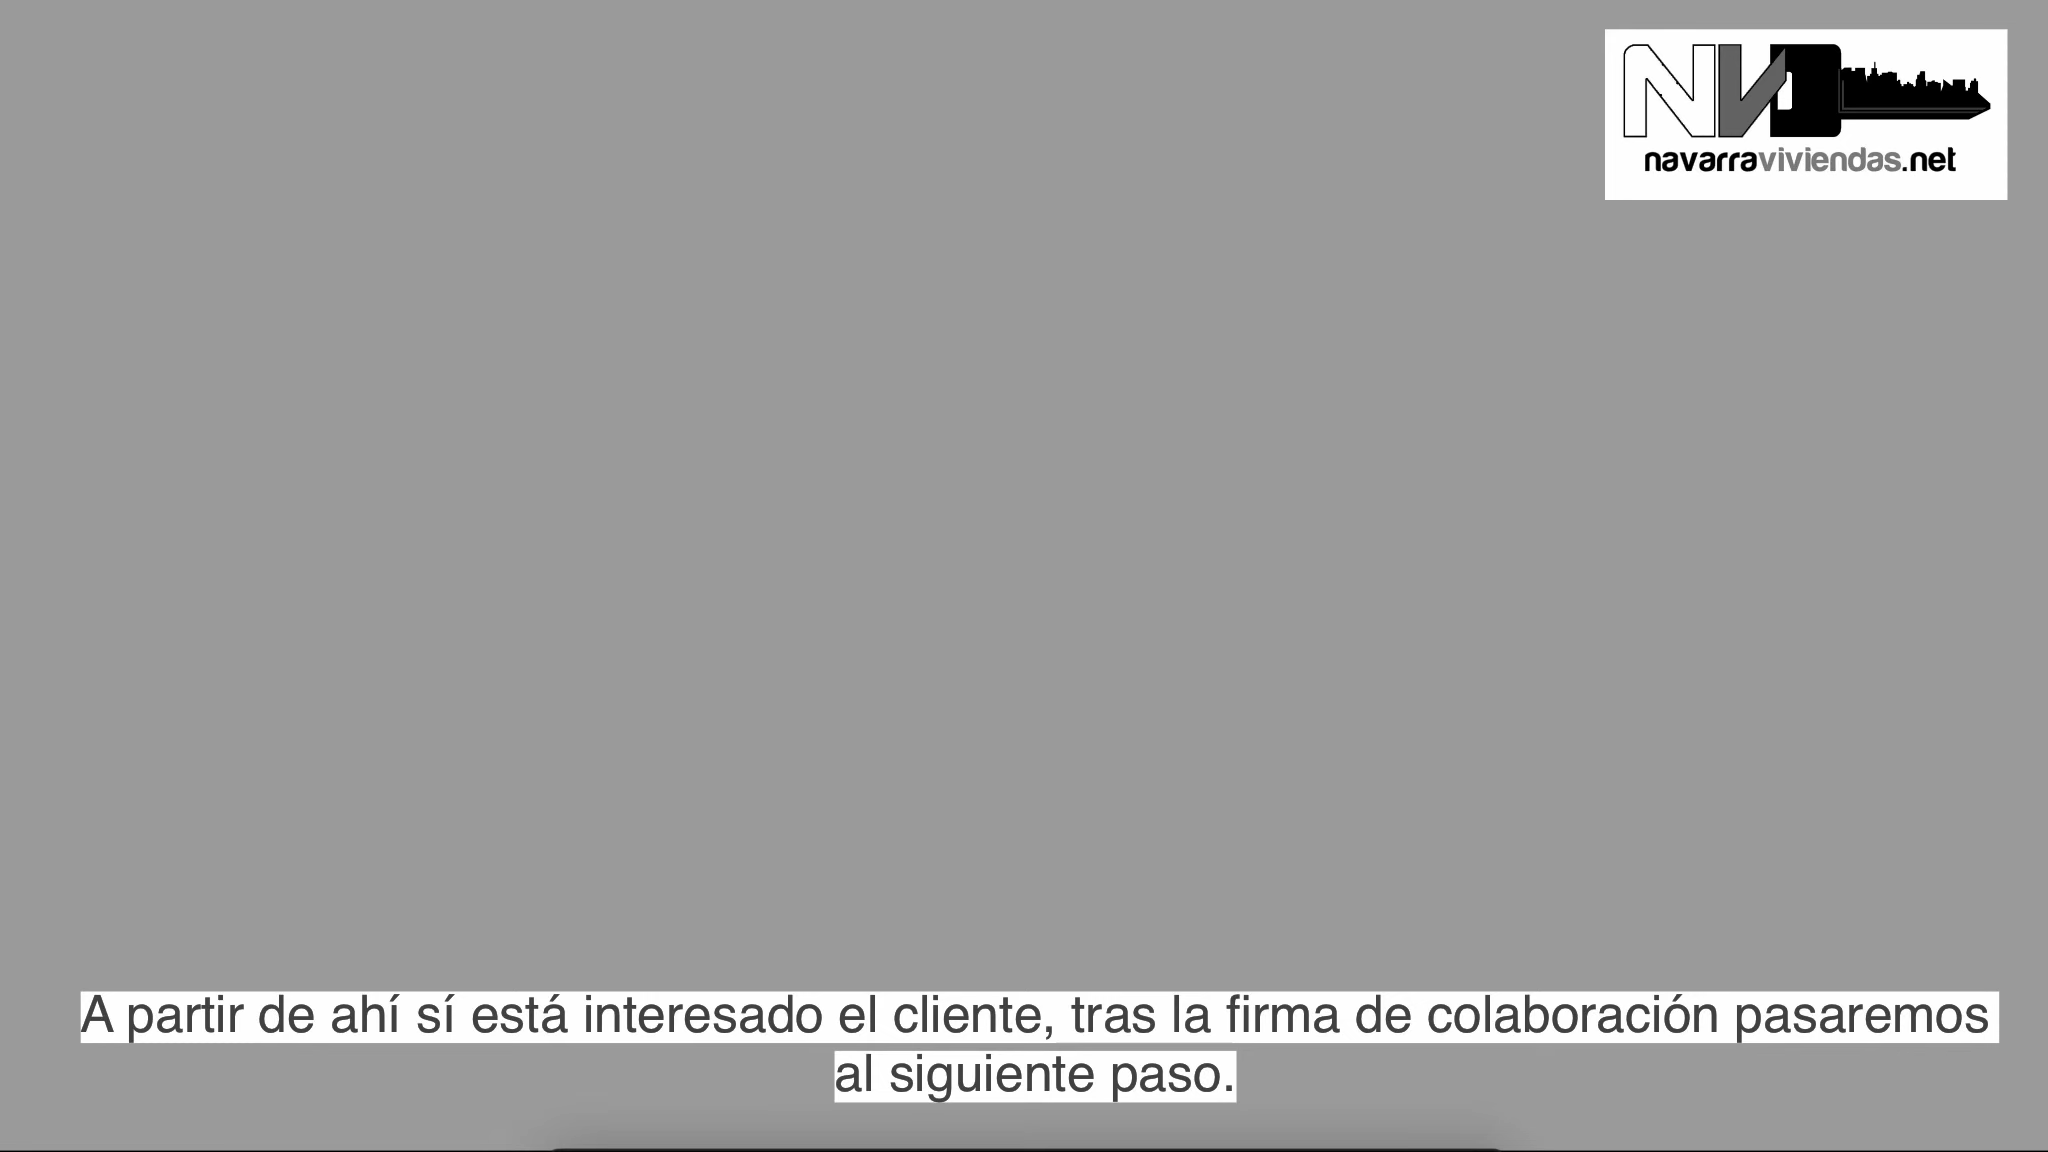 NV
navarraviviendas.net
A partir de ahí sí está interesado el cliente, tras la firma de colaboración pasaremos
al siguiente paso.